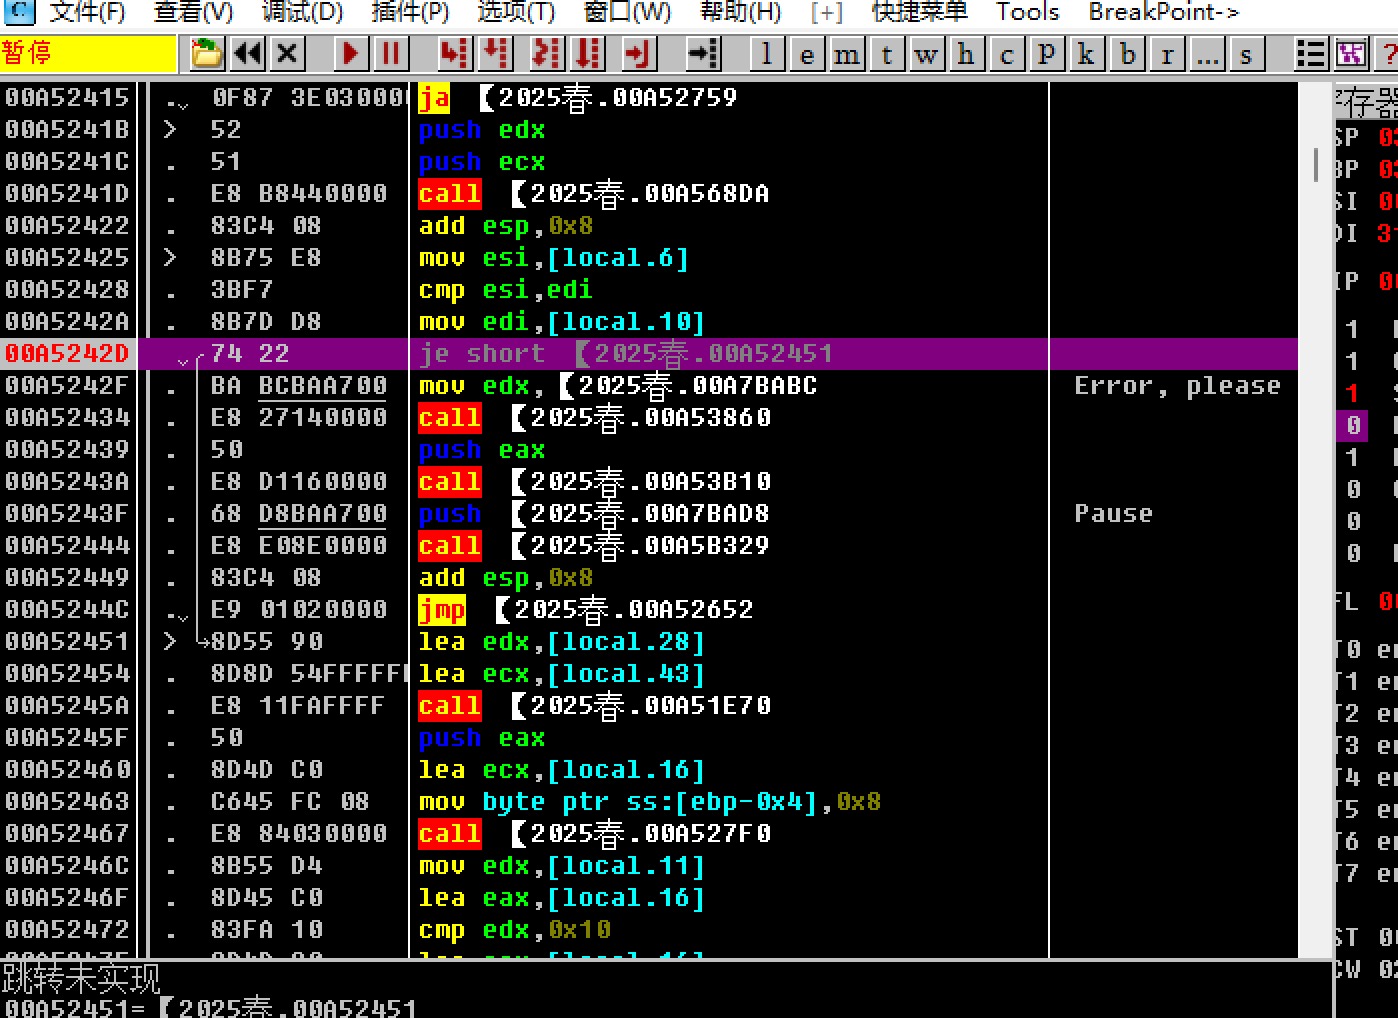 C 文件(F) 查看(V) 调试(D) 插件(P) 选项(T) 窗口(W) 帮助(H) [+] 快捷菜单 Tools BreakPoint->
暂停 l e m t w h c p k b r ... s ?
00A52415 . 0F87 3E03000 ja 【2025春.00A52759
00A5241B > 52 push edx
00A5241C . 51 push ecx
00A5241D . E8 B8440000 call 【2025春.00A568DA
00A52422 . 83C4 08 add esp,0x8
00A52425 > 8B75 E8 mov esi,[local.6]
00A52428 . 3BF7 cmp esi,edi
00A5242A . 8B7D D8 mov edi,[local.10]
00A5242D 74 22 je short 【2025春.00A52451
00A5242F . BA BCBAA700 mov edx,【2025春.00A7BABC Error, please
00A52434 . E8 27140000 call 【2025春.00A53860
00A52439 . 50 push eax
00A5243A . E8 D1160000 call 【2025春.00A53B10
00A5243F . 68 D8BAA700 push 【2025春.00A7BAD8 Pause
00A52444 . E8 E08E0000 call 【2025春.00A5B329
00A52449 . 83C4 08 add esp,0x8
00A5244C . E9 01020000 jmp 【2025春.00A52652
00A52451 > 8D55 90 lea edx,[local.28]
00A52454 . 8D8D 54FFFFF lea ecx,[local.43]
00A5245A . E8 11FAFFFF call 【2025春.00A51E70
00A5245F . 50 push eax
00A52460 . 8D4D C0 lea ecx,[local.16]
00A52463 . C645 FC 08 mov byte ptr ss:[ebp-0x4],0x8
00A52467 . E8 84030000 call 【2025春.00A527F0
00A5246C . 8B55 D4 mov edx,[local.11]
00A5246F . 8D45 C0 lea eax,[local.16]
00A52472 . 83FA 10 cmp edx,0x10
跳转未实现
00A52451=【2025春.00A52451
存器
SP 0
BP 0
SI 0
DI 3
IP 0
1
1
1
0
1
0
0
0
FL 0
T0 e
T1 e
T2 e
T3 e
T4 e
T5 e
T6 e
T7 e
ST 0
CW 02